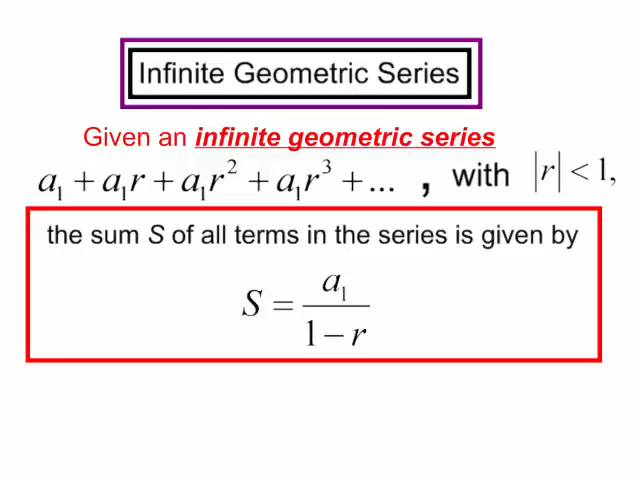 Infinite Geometric Series
Given an infinite geometric series
a₁ + a₁r + a₁r² + a₁r³ + ... , with |r| < 1,
the sum S of all terms in the series is given by
S = a₁ / (1 − r)